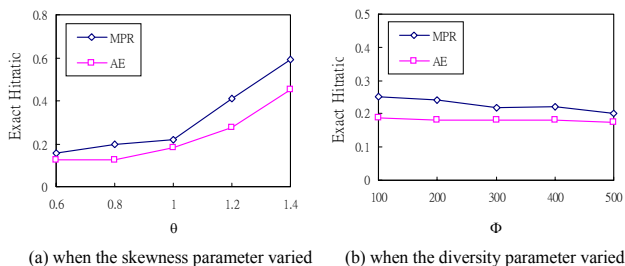 Exact Hitratic
0.8
0.6
0.4
0.2
0
MPR
AE
0.6 0.8 1 1.2 1.4
θ
(a) when the skewness parameter varied
Exact Hitratic
0.5
0.4
0.3
0.2
0.1
0
MPR
AE
100 200 300 400 500
Φ
(b) when the diversity parameter varied